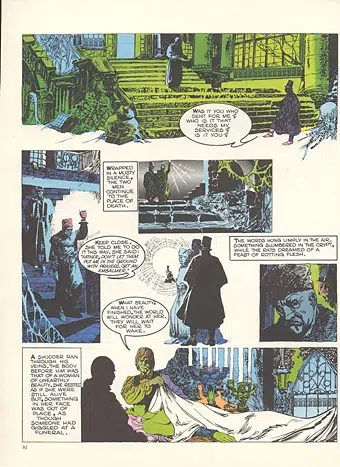 WAS IT YOU WHO
SENT FOR ME &
WHO IS IT THAT
NEEDS MY
SERVICES &
IS IT YOU &
WRAPPED
IN A MUSTY
SILENCE,
THE TWO
MEN
CONTINUE
TO THE
PLACE OF
DEATH.
KEEP CLOSE.
SHE TOLD ME TO DO
IT THIS WAY, SHE SAID:
"FATHER, DON'T LET THEM
PUT ME IN THE GROUND
WITH PRAYERS, GET AN
EMBALMER."
THE WORDS HUNG LIMPLY IN THE AIR.
SOMETHING SLUMBERED IN THE CRYPT,
WHILE THE RATS DREAMED OF A
FEAST OF ROTTING FLESH.
WHAT BEAUTY.
WHEN I HAVE
FINISHED, THE WORLD
WILL WONDER AT HER.
THEY WILL WAIT
FOR HER TO
WAKE.
A SHUDDER RAN
THROUGH HIS
VEINS. THE BODY
BEFORE HIM WAS
THAT OF A WOMAN
OF UNEARTHLY
BEAUTY. SHE RESTED
AS IF SHE WERE
STILL ALIVE
BUT, SOMETHING
IN HER FACE
WAS OUT OF
PLACE, AS
THOUGH
SOMEONE HAD
GIGGLED AT A
FUNERAL.